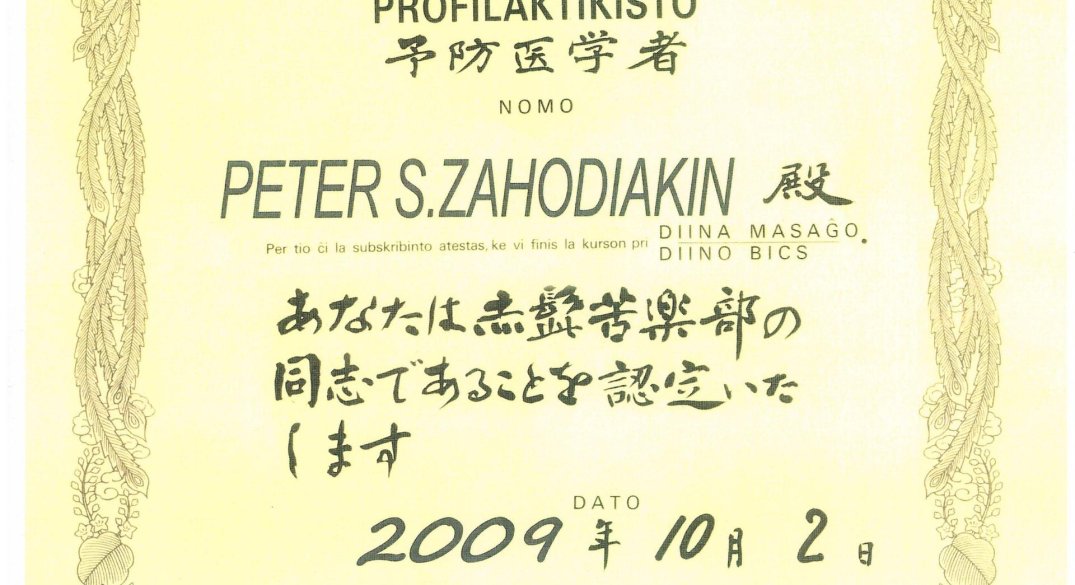 PROFILAKTIKISTO
予防医学者
NOMO
PETER S.ZAHODIAKIN 殿
Per tio ĉi la subskribinto atestas, ke vi finis la kurson pri DIINA MASAĜO.
DIINO BICS
あなたは赤髭苦楽部の
同志であることを認定いた
します
DATO
2009年 10月 2日